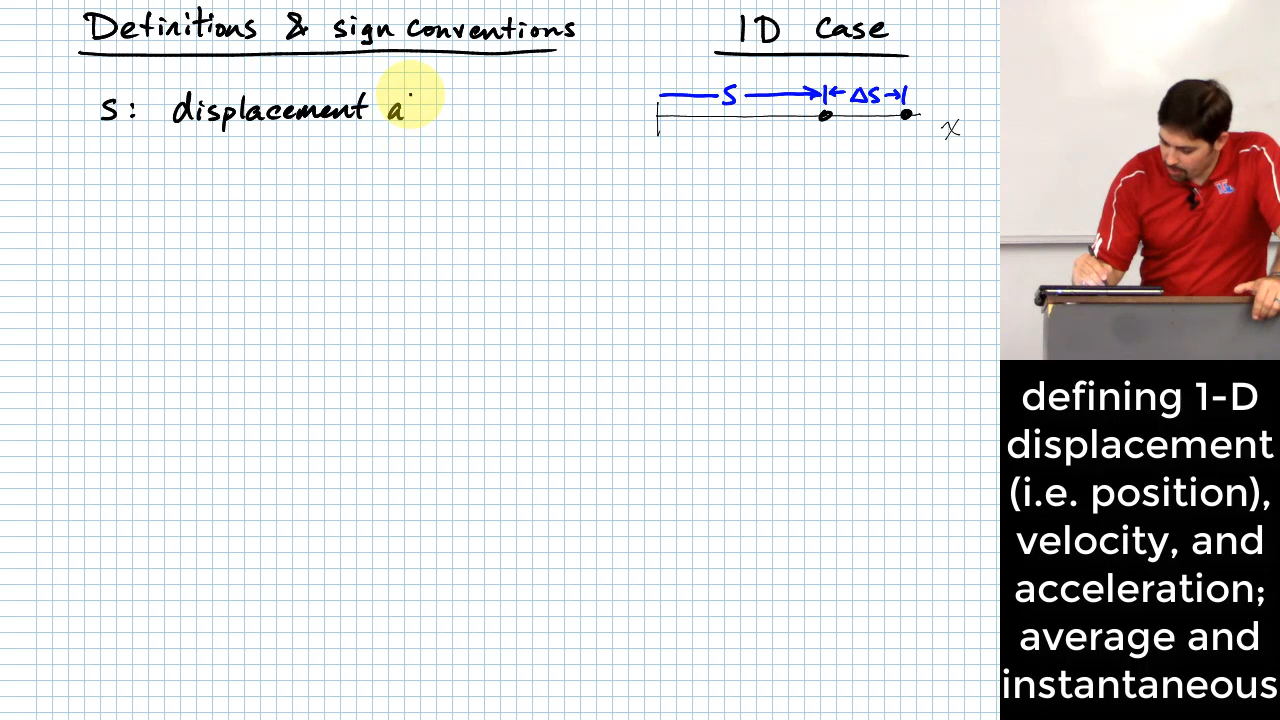 Definitions & sign conventions
1D Case
S: displacement a
S Δs
x
defining 1-D
displacement
(i.e. position),
velocity, and
acceleration;
average and
instantaneous